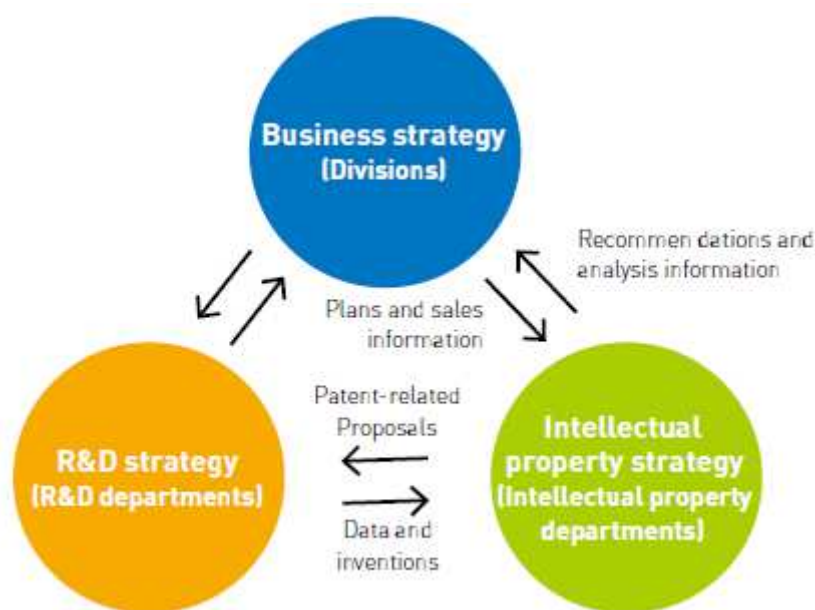 Business strategy
(Divisions)
Recommen dations and
analysis information
Plans and sales
information
Patent-related
Proposals
R&D strategy
(R&D departments)
Intellectual
property strategy
(Intellectual property
departments)
Data and
inventions